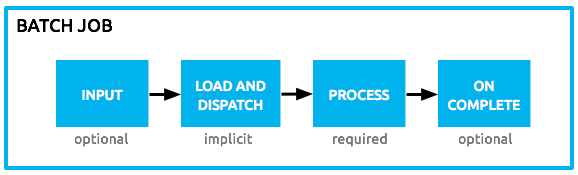 BATCH JOB
INPUT
LOAD AND
DISPATCH
PROCESS
ON
COMPLETE
optional
implicit
required
optional